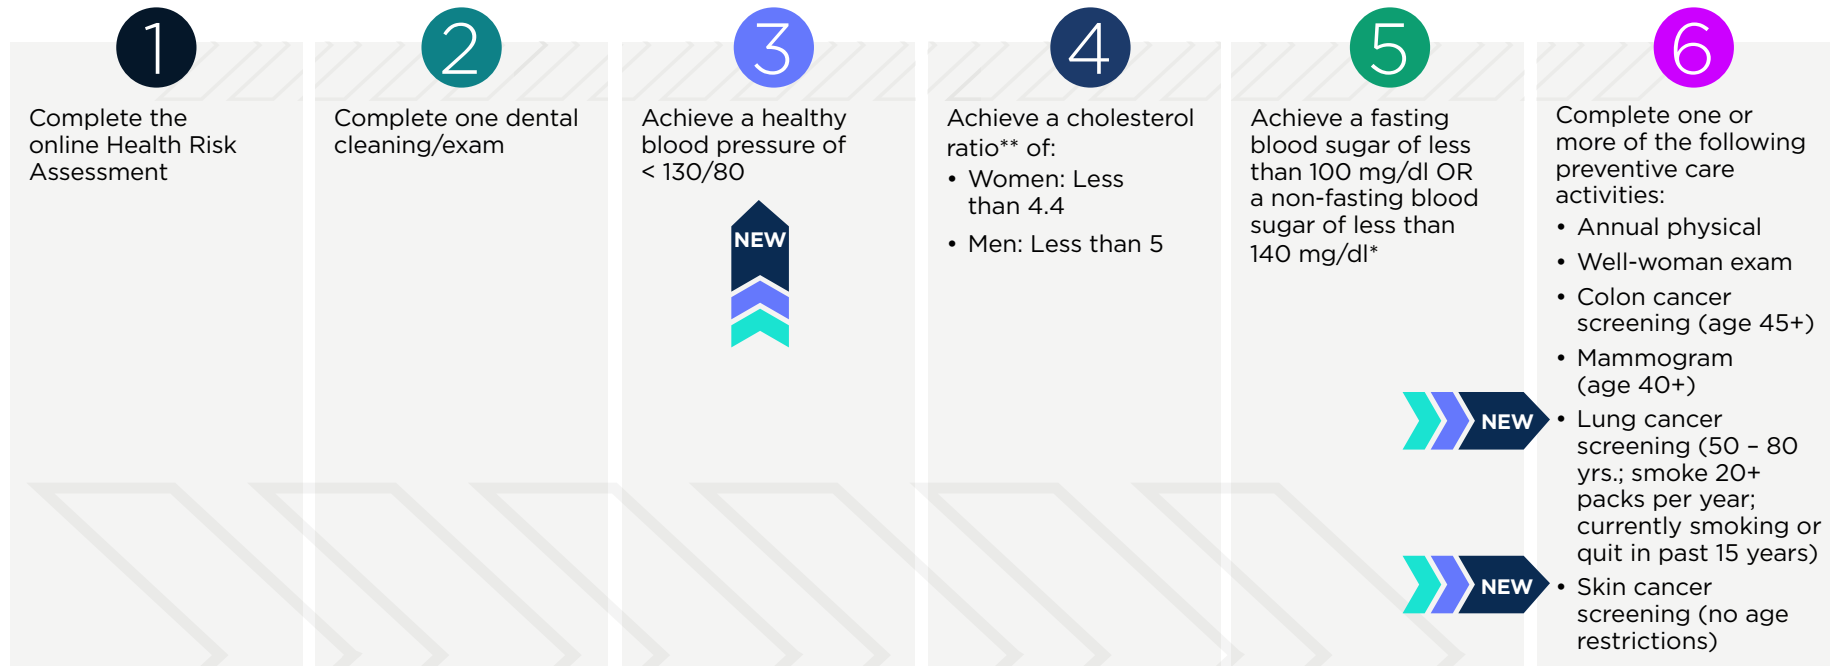 1
Complete the
online Health Risk
Assessment
2
Complete one dental
cleaning/exam
3
Achieve a healthy
blood pressure of
< 130/80
NEW
4
Achieve a cholesterol
ratio** of:
• Women: Less
than 4.4
• Men: Less than 5
5
Achieve a fasting
blood sugar of less
than 100 mg/dl OR
a non-fasting blood
sugar of less than
140 mg/dl*
6
Complete one or
more of the following
preventive care
activities:
• Annual physical
• Well-woman exam
• Colon cancer
screening (age 45+)
• Mammogram
(age 40+)
NEW
• Lung cancer
screening (50 – 80
yrs.; smoke 20+
packs per year;
currently smoking or
quit in past 15 years)
NEW
• Skin cancer
screening (no age
restrictions)